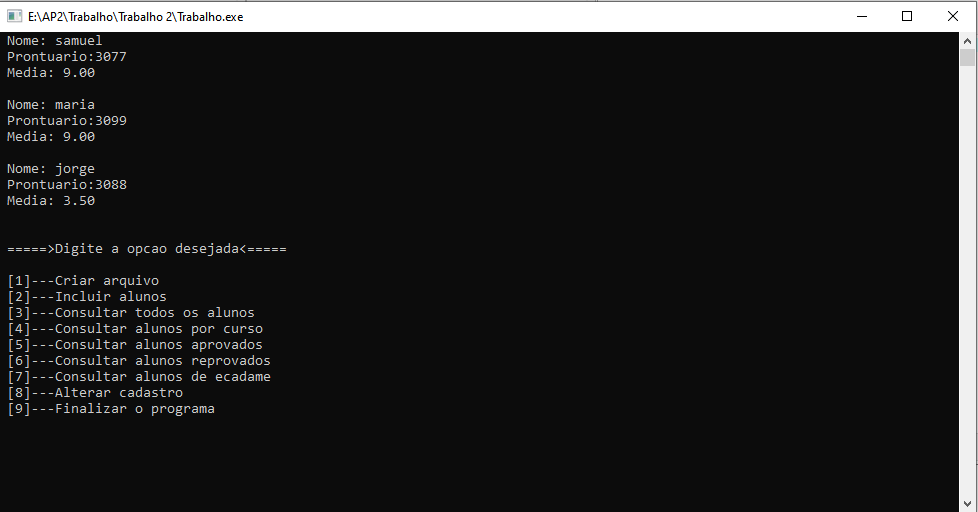 E:\AP2\Trabalho\Trabalho 2\Trabalho.exe
Nome: samuel
Prontuario:3077
Media: 9.00
Nome: maria
Prontuario:3099
Media: 9.00
Nome: jorge
Prontuario:3088
Media: 3.50
=====>Digite a opcao desejada<=====
[1]---Criar arquivo
[2]---Incluir alunos
[3]---Consultar todos os alunos
[4]---Consultar alunos por curso
[5]---Consultar alunos aprovados
[6]---Consultar alunos reprovados
[7]---Consultar alunos de ecadame
[8]---Alterar cadastro
[9]---Finalizar o programa